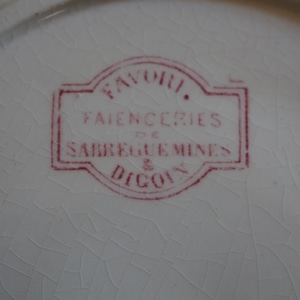 FAVORI.
FAIENCERIES
DE
SARREGUEMINES
&
DIGOIN